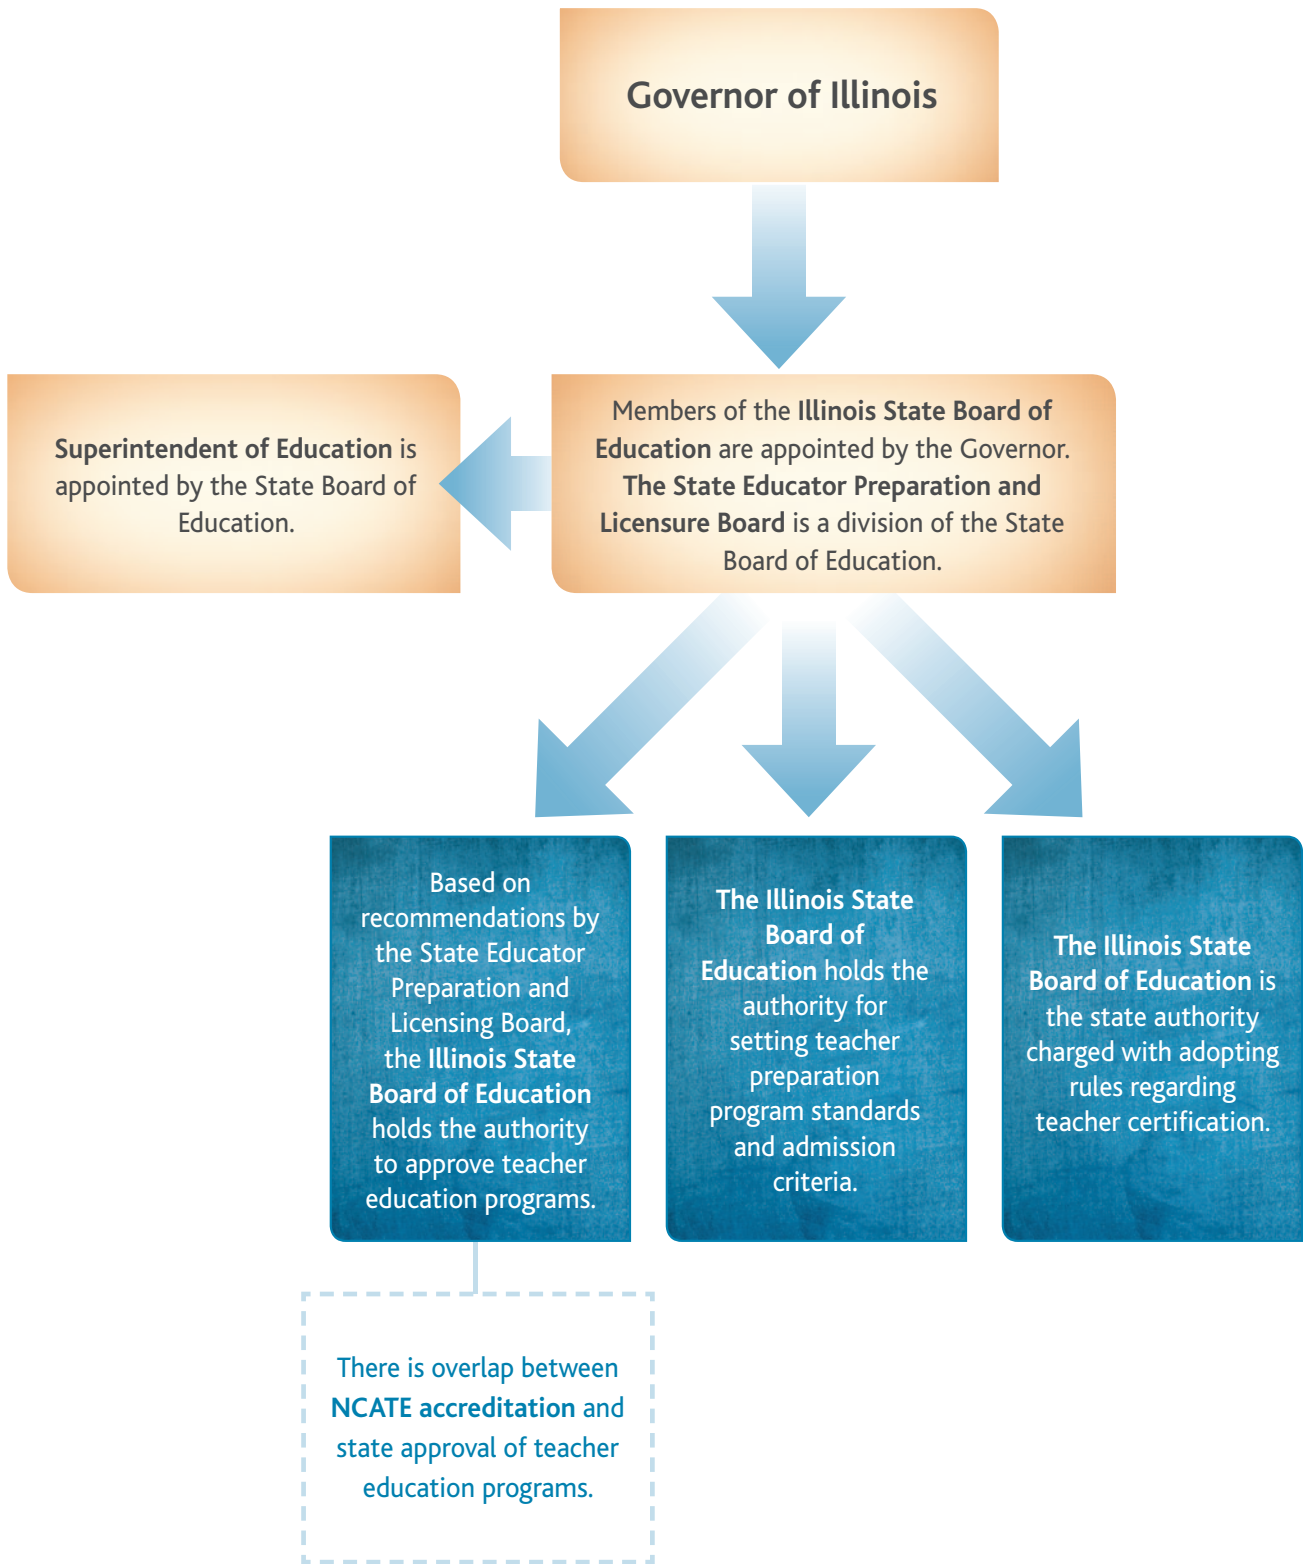 Governor of Illinois
Superintendent of Education is
appointed by the State Board of
Education.
Members of the Illinois State Board of
Education are appointed by the Governor.
The State Educator Preparation and
Licensure Board is a division of the State
Board of Education.
Based on
recommendations by
the State Educator
Preparation and
Licensing Board,
the Illinois State
Board of Education
holds the authority
to approve teacher
education programs.
The Illinois State
Board of
Education holds the
authority for
setting teacher
preparation
program standards
and admission
criteria.
The Illinois State
Board of Education is
the state authority
charged with adopting
rules regarding
teacher certification.
There is overlap between
NCATE accreditation and
state approval of teacher
education programs.